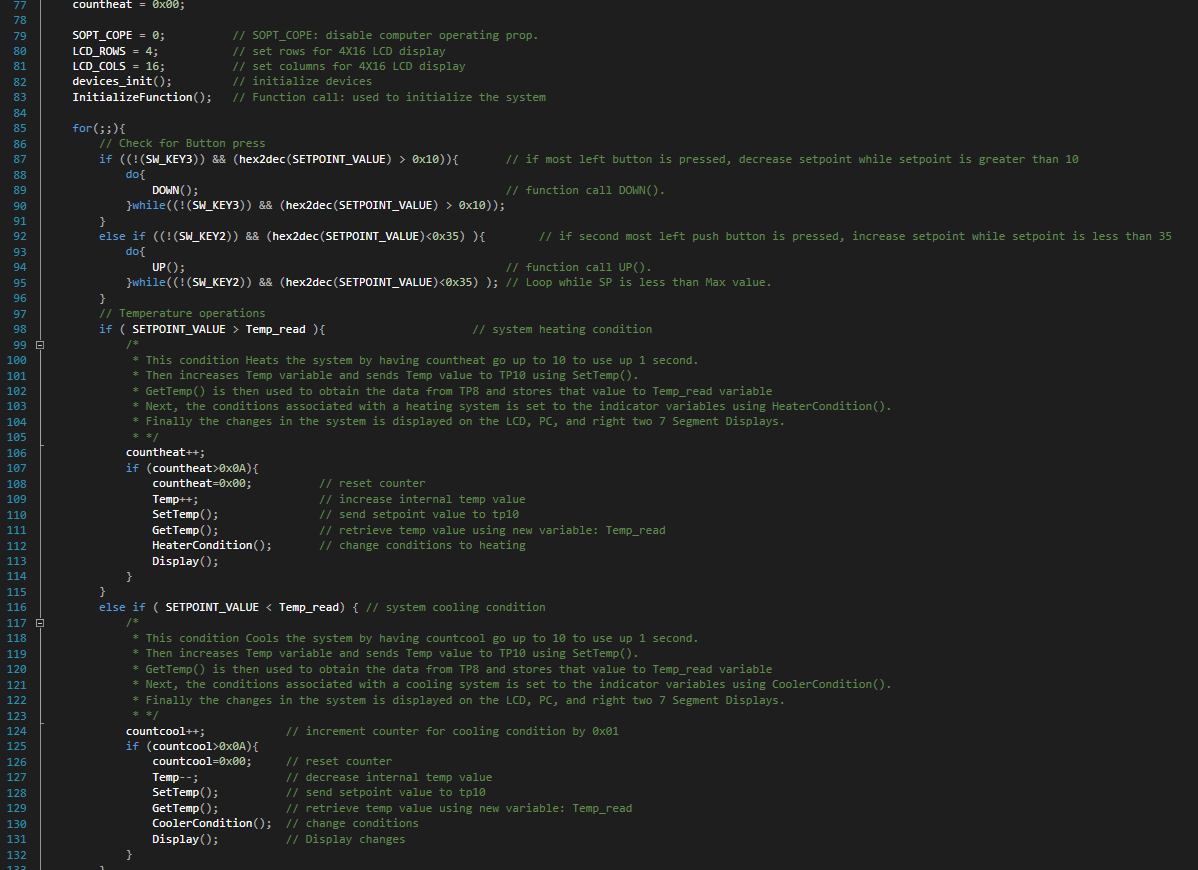 77 countheat = 0x00;
78
79 SOPT_COPE = 0; // SOPT_COPE: disable computer operating prop.
80 LCD_ROWS = 4; // set rows for 4X16 LCD display
81 LCD_COLS = 16; // set columns for 4X16 LCD display
82 devices_init(); // initialize devices
83 InitializeFunction(); // Function call: used to initialize the system
84
85 for(;;){
86 // Check for Button press
87 if ((!(SW_KEY3)) && (hex2dec(SETPOINT_VALUE) > 0x10)){ // if most left button is pressed, decrease setpoint while setpoint is greater than 10
88 do{
89 DOWN(); // function call DOWN().
90 }while((!(SW_KEY3)) && (hex2dec(SETPOINT_VALUE) > 0x10));
91 }
92 else if ((!(SW_KEY2)) && (hex2dec(SETPOINT_VALUE)<0x35) ){ // if second most left push button is pressed, increase setpoint while setpoint is less than 35
93 do{
94 UP(); // function call UP().
95 }while((!(SW_KEY2)) && (hex2dec(SETPOINT_VALUE)<0x35) ); // Loop while SP is less than Max value.
96 }
97 // Temperature operations
98 if ( SETPOINT_VALUE > Temp_read ){ // system heating condition
99 /*
100 * This condition Heats the system by having countheat go up to 10 to use up 1 second.
101 * Then increases Temp variable and sends Temp value to TP10 using SetTemp().
102 * GetTemp() is then used to obtain the data from TP8 and stores that value to Temp_read variable
103 * Next, the conditions associated with a heating system is set to the indicator variables using HeaterCondition().
104 * Finally the changes in the system is displayed on the LCD, PC, and right two 7 Segment Displays.
105 * */
106 countheat++;
107 if (countheat>0x0A){
108 countheat=0x00; // reset counter
109 Temp++; // increase internal temp value
110 SetTemp(); // send setpoint value to tp10
111 GetTemp(); // retrieve temp value using new variable: Temp_read
112 HeaterCondition(); // change conditions to heating
113 Display();
114 }
115 }
116 else if ( SETPOINT_VALUE < Temp_read) { // system cooling condition
117 /*
118 * This condition Cools the system by having countcool go up to 10 to use up 1 second.
119 * Then increases Temp variable and sends Temp value to TP10 using SetTemp().
120 * GetTemp() is then used to obtain the data from TP8 and stores that value to Temp_read variable
121 * Next, the conditions associated with a cooling system is set to the indicator variables using CoolerCondition().
122 * Finally the changes in the system is displayed on the LCD, PC, and right two 7 Segment Displays.
123 * */
124 countcool++; // increment counter for cooling condition by 0x01
125 if (countcool>0x0A){
126 countcool=0x00; // reset counter
127 Temp--; // decrease internal temp value
128 SetTemp(); // send setpoint value to tp10
129 GetTemp(); // retrieve temp value using new variable: Temp_read
130 CoolerCondition(); // change conditions
131 Display(); // Display changes
132 }
133 }